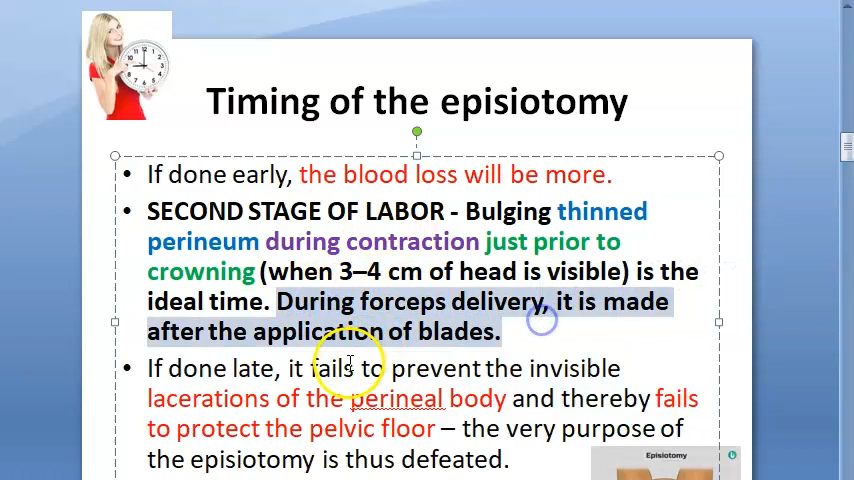 Timing of the episiotomy
• If done early, the blood loss will be more.
• SECOND STAGE OF LABOR - Bulging thinned
perineum during contraction just prior to
crowning (when 3–4 cm of head is visible) is the
ideal time. During forceps delivery, it is made
after the application of blades.
• If done late, it fails to prevent the invisible
lacerations of the perineal body and thereby fails
to protect the pelvic floor – the very purpose of
the episiotomy is thus defeated.
Episiotomy